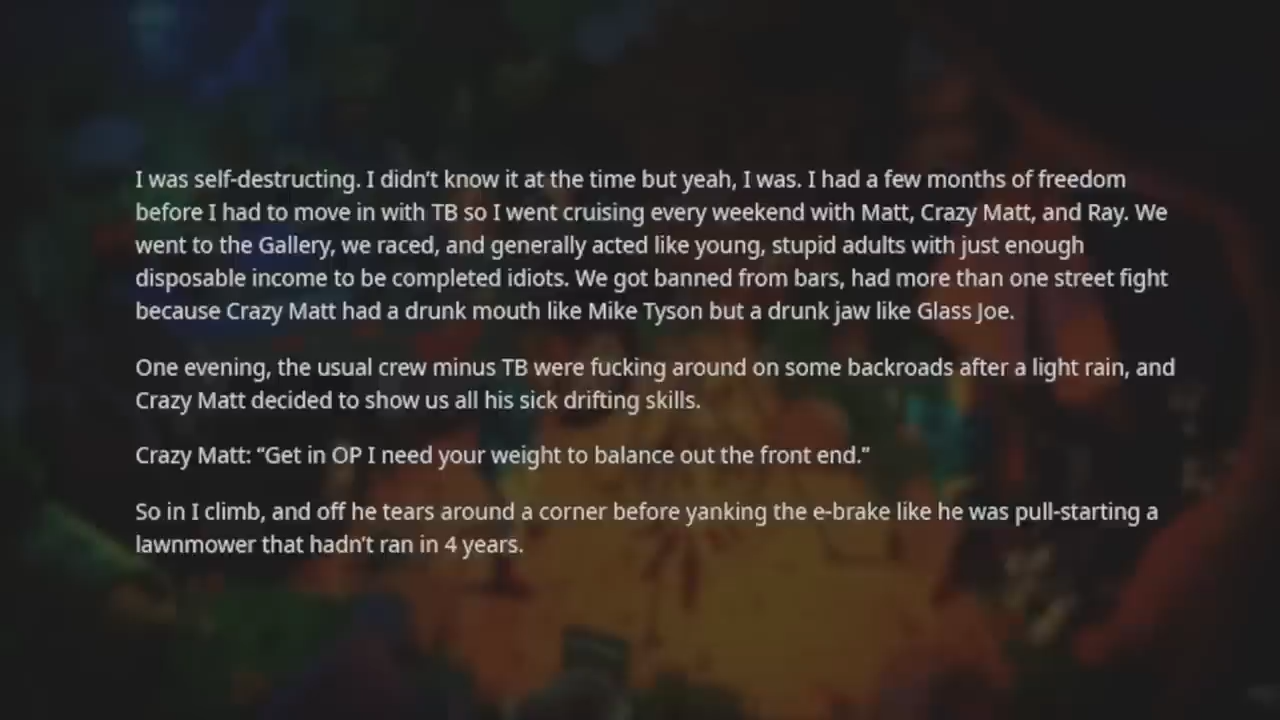 I was self-destructing. I didn’t know it at the time but yeah, I was. I had a few months of freedom
before I had to move in with TB so I went cruising every weekend with Matt, Crazy Matt, and Ray. We
went to the Gallery, we raced, and generally acted like young, stupid adults with just enough
disposable income to be completed idiots. We got banned from bars, had more than one street fight
because Crazy Matt had a drunk mouth like Mike Tyson but a drunk jaw like Glass Joe.
One evening, the usual crew minus TB were fucking around on some backroads after a light rain, and
Crazy Matt decided to show us all his sick drifting skills.
Crazy Matt: “Get in OP I need your weight to balance out the front end.”
So in I climb, and off he tears around a corner before yanking the e-brake like he was pull-starting a
lawnmower that hadn’t ran in 4 years.